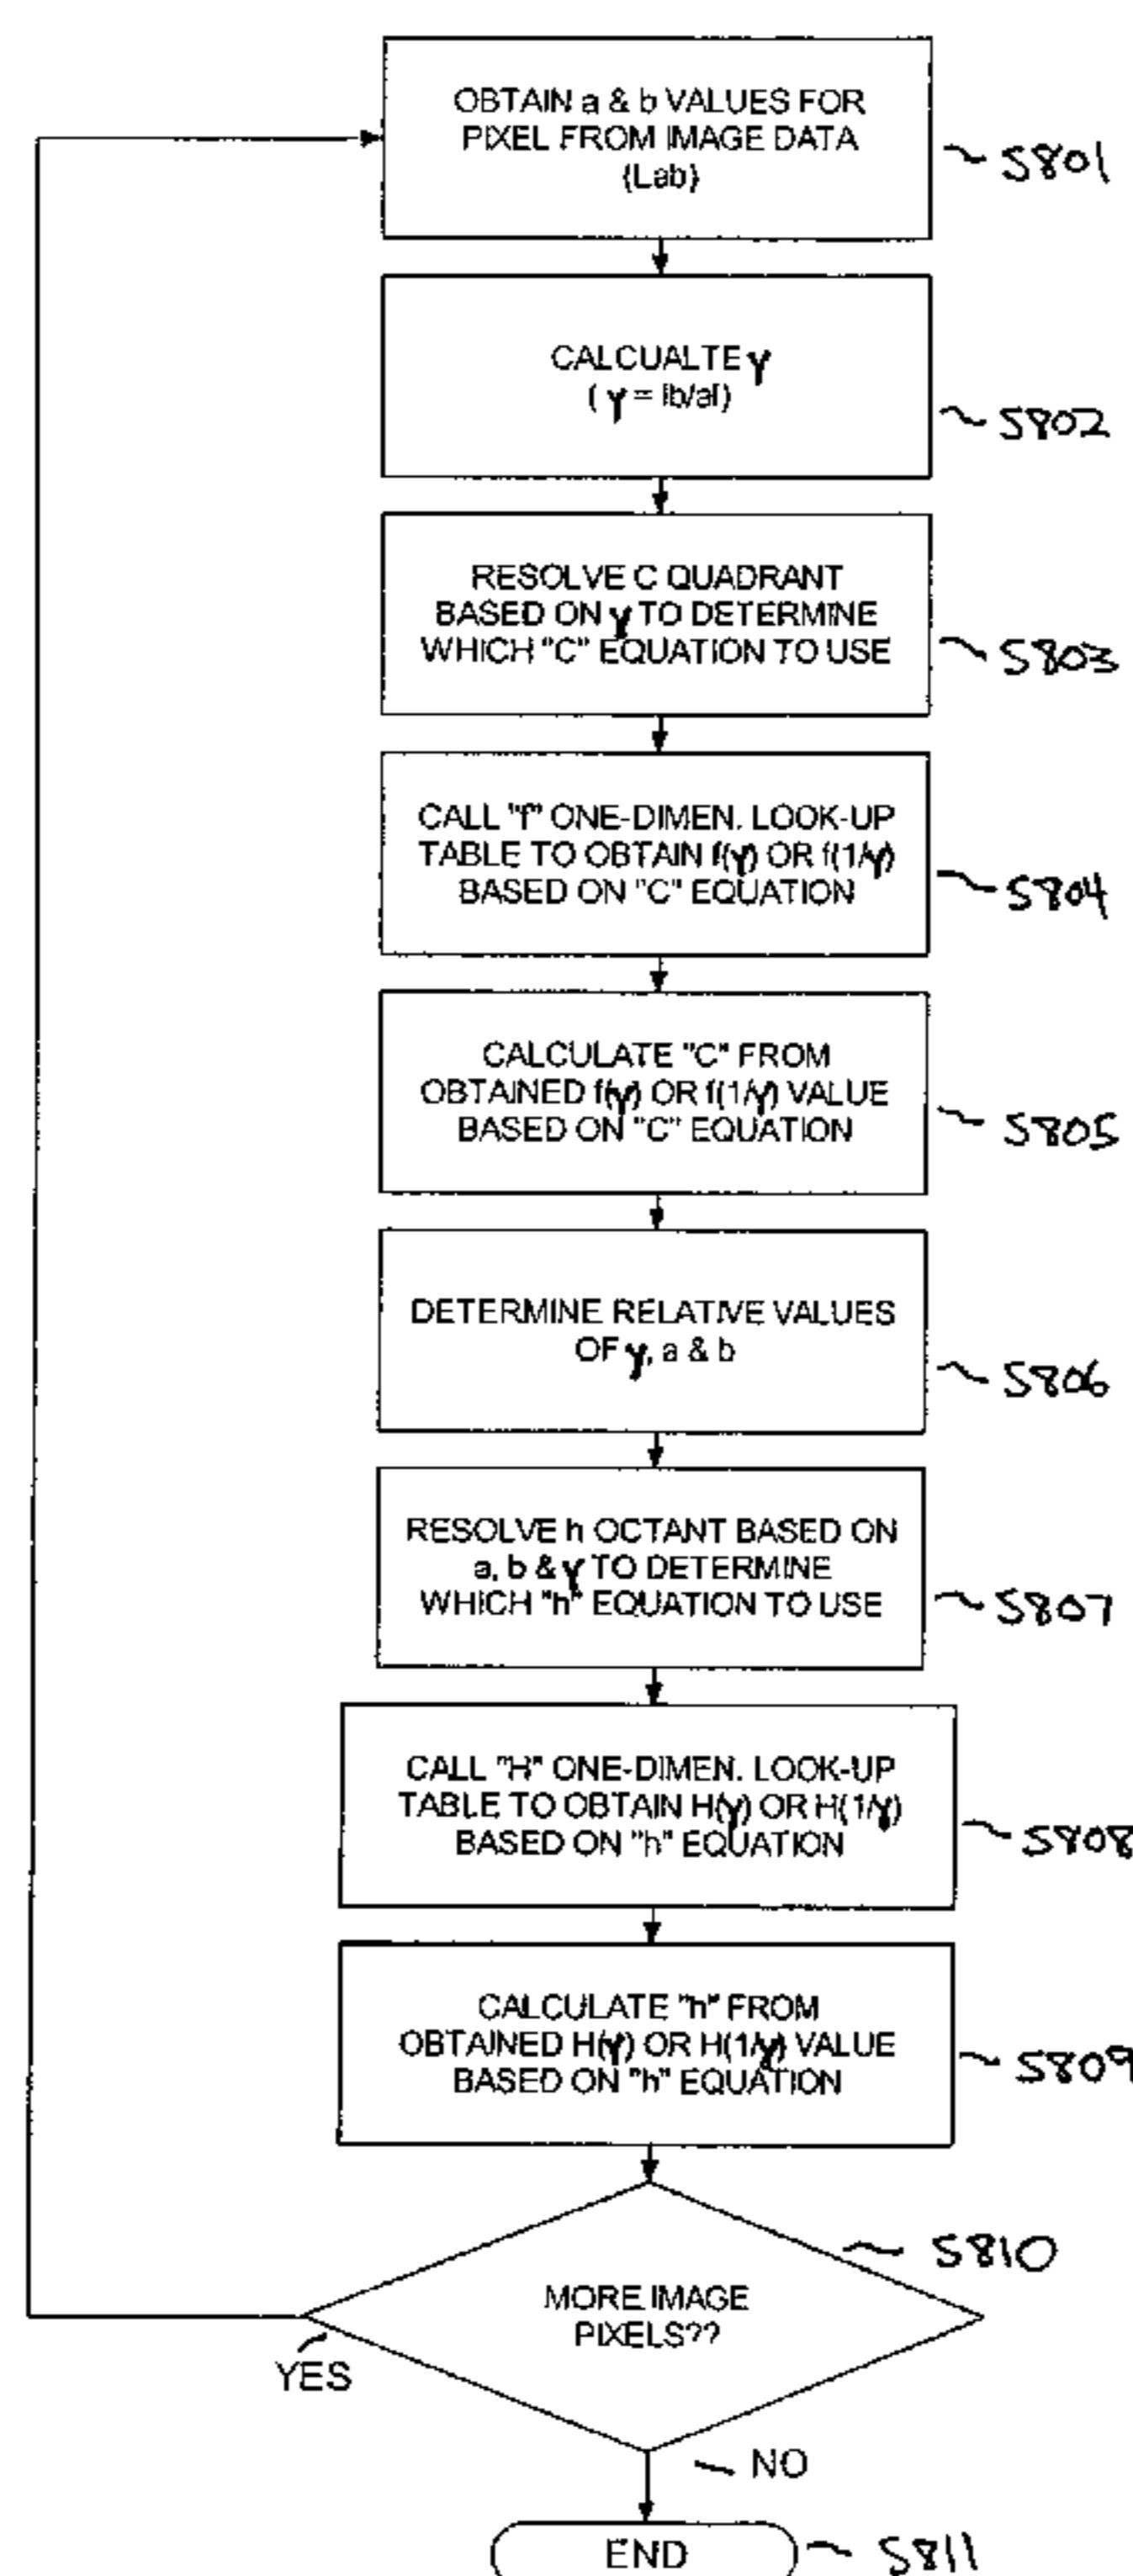 OBTAIN a & b VALUES FOR
PIXEL FROM IMAGE DATA
(Lab)
S801
CALCUALTE γ
( γ = |b/a|)
S802
RESOLVE C QUADRANT
BASED ON γ TO DETERMINE
WHICH "C" EQUATION TO USE
S803
CALL "f" ONE-DIMEN. LOOK-UP
TABLE TO OBTAIN f(γ) OR f(1/γ)
BASED ON "C" EQUATION
S804
CALCULATE "C" FROM
OBTAINED f(γ) OR f(1/γ) VALUE
BASED ON "C" EQUATION
S805
DETERMINE RELATIVE VALUES
OF γ, a & b
S806
RESOLVE h OCTANT BASED ON
a, b & γ TO DETERMINE
WHICH "h" EQUATION TO USE
S807
CALL "H" ONE-DIMEN. LOOK-UP
TABLE TO OBTAIN H(γ) OR H(1/γ)
BASED ON "h" EQUATION
S808
CALCULATE "h" FROM
OBTAINED H(γ) OR H(1/γ) VALUE
BASED ON "h" EQUATION
S809
S810
MORE IMAGE
PIXELS??
YES
NO
END
S811